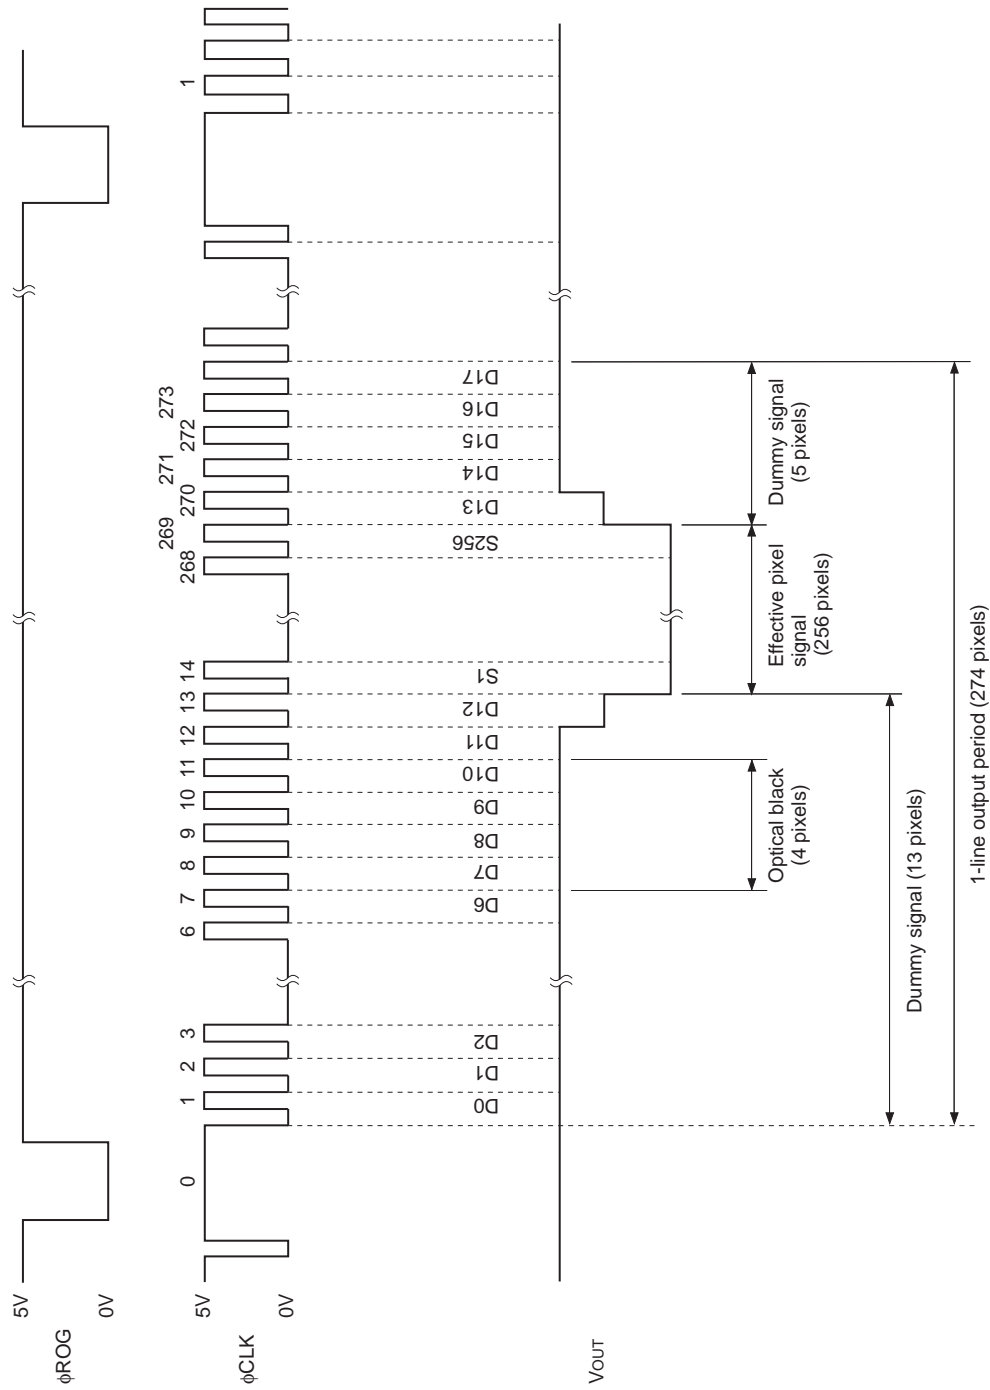 φROG
5V
0V
φCLK
5V
0V
0
1
2
3
6
7
8
9
10
11
12
13
14
268
269
270
271
272
273
1
D0
D1
D2
D6
D7
D8
D9
D10
D11
D12
S1
S256
D13
D14
D15
D16
D17
VOUT
Optical black
(4 pixels)
Effective pixel
signal
(256 pixels)
Dummy signal
(5 pixels)
Dummy signal (13 pixels)
1-line output period (274 pixels)